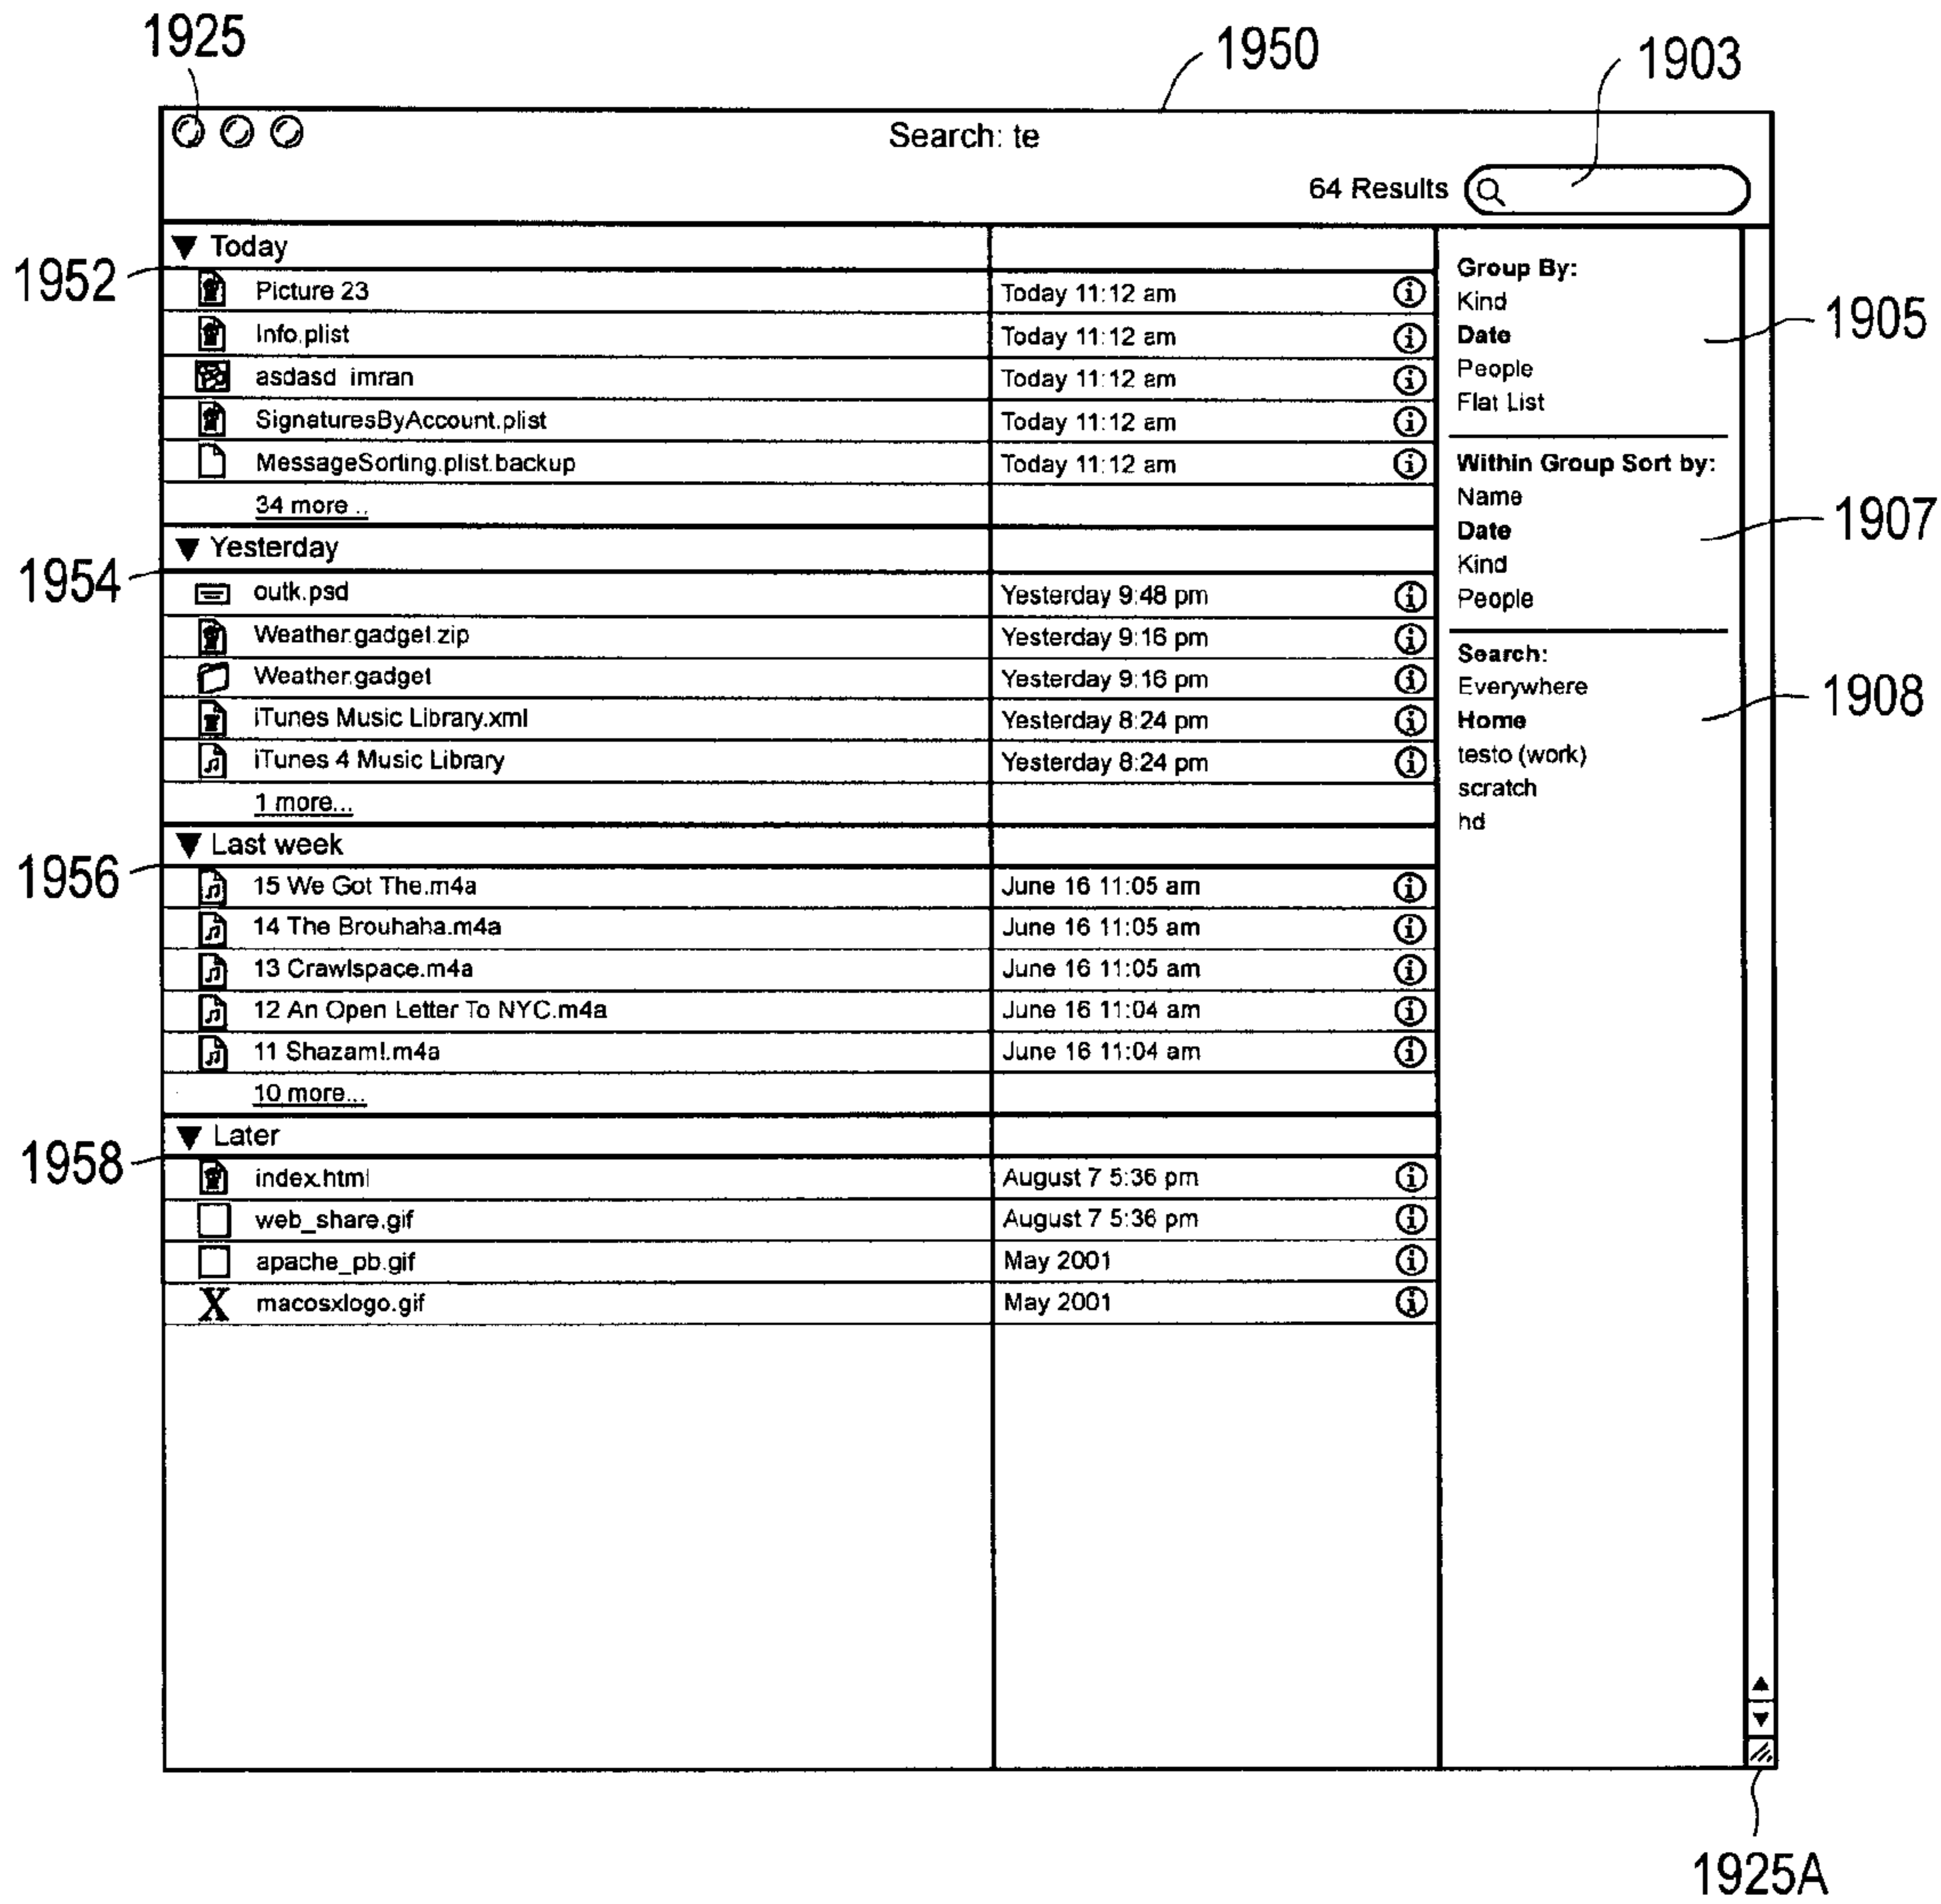 1925
1950
1903
Search: te
64 Results
Today
1952
Picture 23 Today 11:12 am
Info.plist Today 11:12 am
asdasd imran Today 11:12 am
SignaturesByAccount.plist Today 11:12 am
MessageSorting.plist.backup Today 11:12 am
34 more ..
Yesterday
1954
outk.psd Yesterday 9:48 pm
Weather.gadget.zip Yesterday 9:16 pm
Weather.gadget Yesterday 9:16 pm
iTunes Music Library.xml Yesterday 8:24 pm
iTunes 4 Music Library Yesterday 8:24 pm
1 more...
Last week
1956
15 We Got The.m4a June 16 11:05 am
14 The Brouhaha.m4a June 16 11:05 am
13 Crawlspace.m4a June 16 11:05 am
12 An Open Letter To NYC.m4a June 16 11:04 am
11 Shazam!.m4a June 16 11:04 am
10 more...
Later
1958
index.html August 7 5:36 pm
web_share.gif August 7 5:36 pm
apache_pb.gif May 2001
X macosxlogo.gif May 2001
Group By:
Kind
Date
People
Flat List
1905
Within Group Sort by:
Name
Date
Kind
People
1907
Search:
Everywhere
Home
testo (work)
scratch
hd
1908
1925A